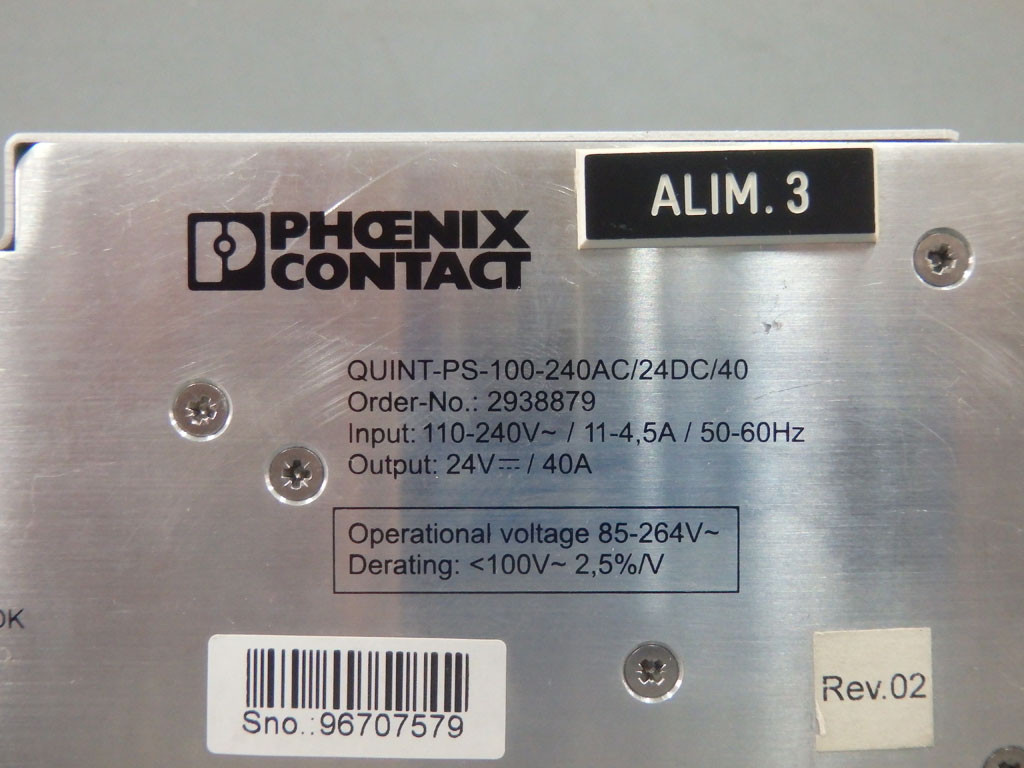 ALIM. 3
PHŒNIX
CONTACT
QUINT-PS-100-240AC/24DC/40
Order-No.: 2938879
Input: 110-240V~ / 11-4,5A / 50-60Hz
Output: 24V⎓ / 40A
Operational voltage 85-264V~
Derating: <100V~ 2,5%/V
OK
Sno.:96707579
Rev.02